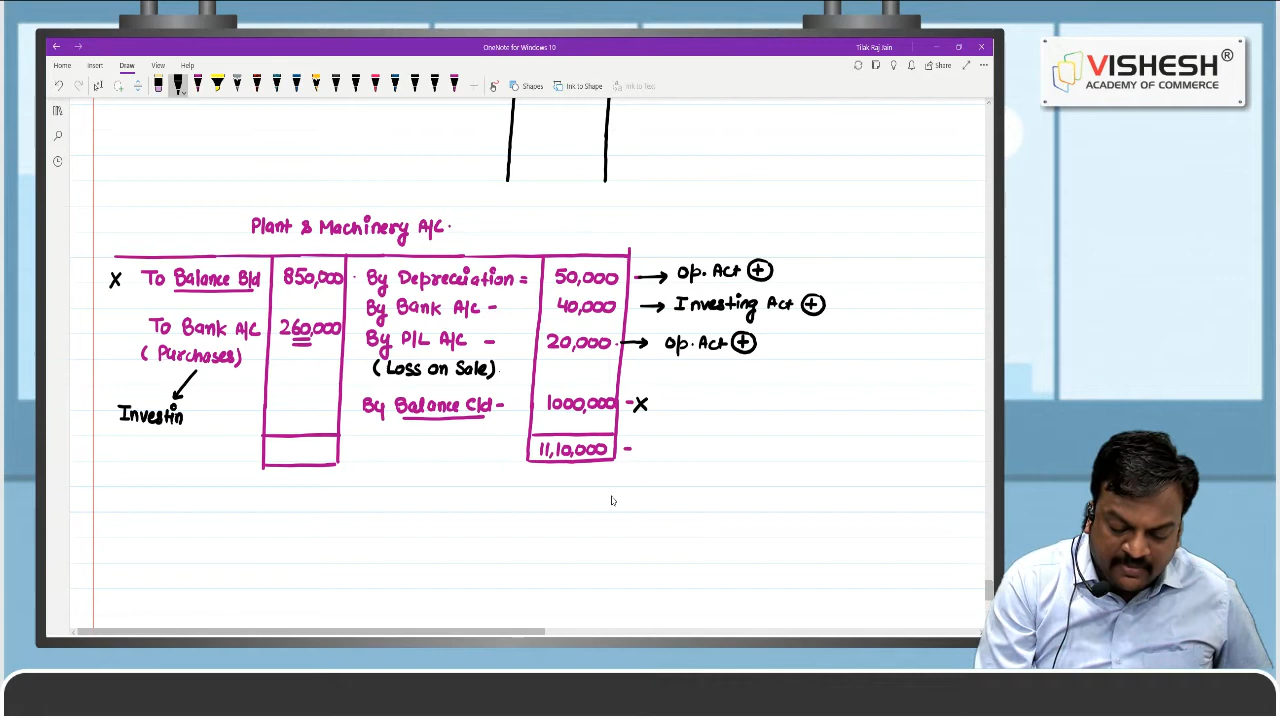 OneNote for Windows 10
Tilak Raj Jain
Home Insert Draw View Help
Share
Shapes
Ink to Shape
Ink to Text
VISHESH®
ACADEMY OF COMMERCE
Plant & Machinery A/C.
X To Balance B/d 850,000 By Depreciation = 50,000 → Op. Act +
By Bank A/C - 40,000 → Investing Act +
To Bank A/C 260,000 By P/L A/C - 20,000 → Op. Act +
(Purchases) (Loss on Sale)
Investin By Balance C/d - 1000,000 - X
11,10,000 -